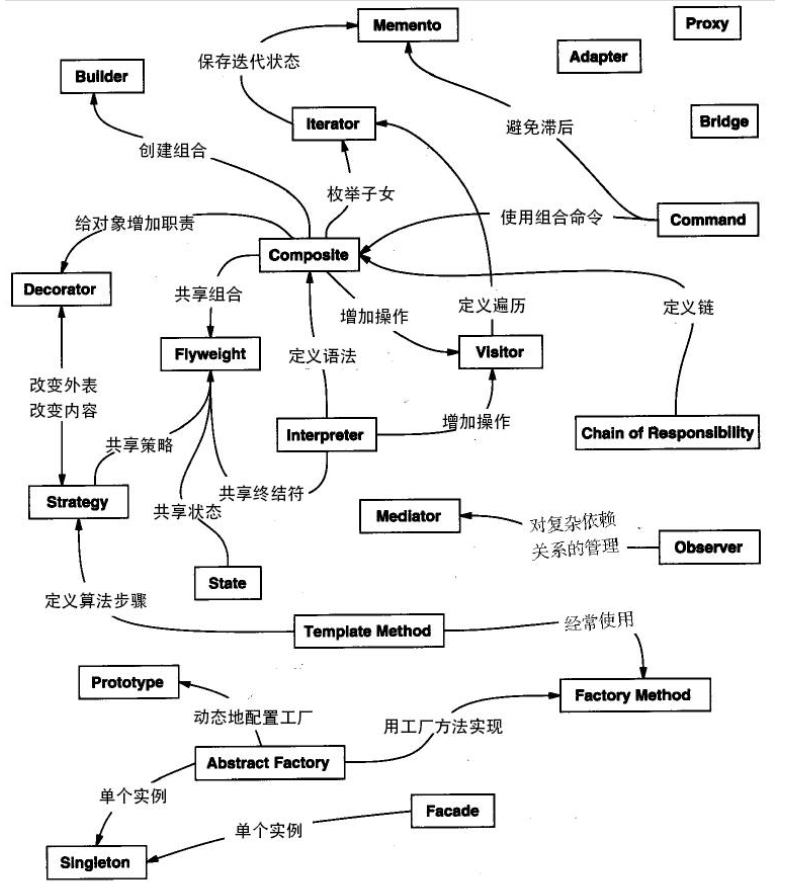 Memento
Proxy
Adapter
保存迭代状态
Builder
Iterator
Bridge
避免滞后
创建组合
枚举子女
给对象增加职责
使用组合命令
Command
Composite
Decorator
共享组合
定义遍历
定义链
增加操作
Flyweight
定义语法
Visitor
改变外表
改变内容
增加操作
Interpreter
Chain of Responsibility
共享策略
Strategy
共享终结符
共享状态
Mediator
对复杂依赖
关系的管理
Observer
State
定义算法步骤
Template Method
经常使用
Prototype
Factory Method
动态地配置工厂
用工厂方法实现
Abstract Factory
单个实例
Facade
单个实例
Singleton